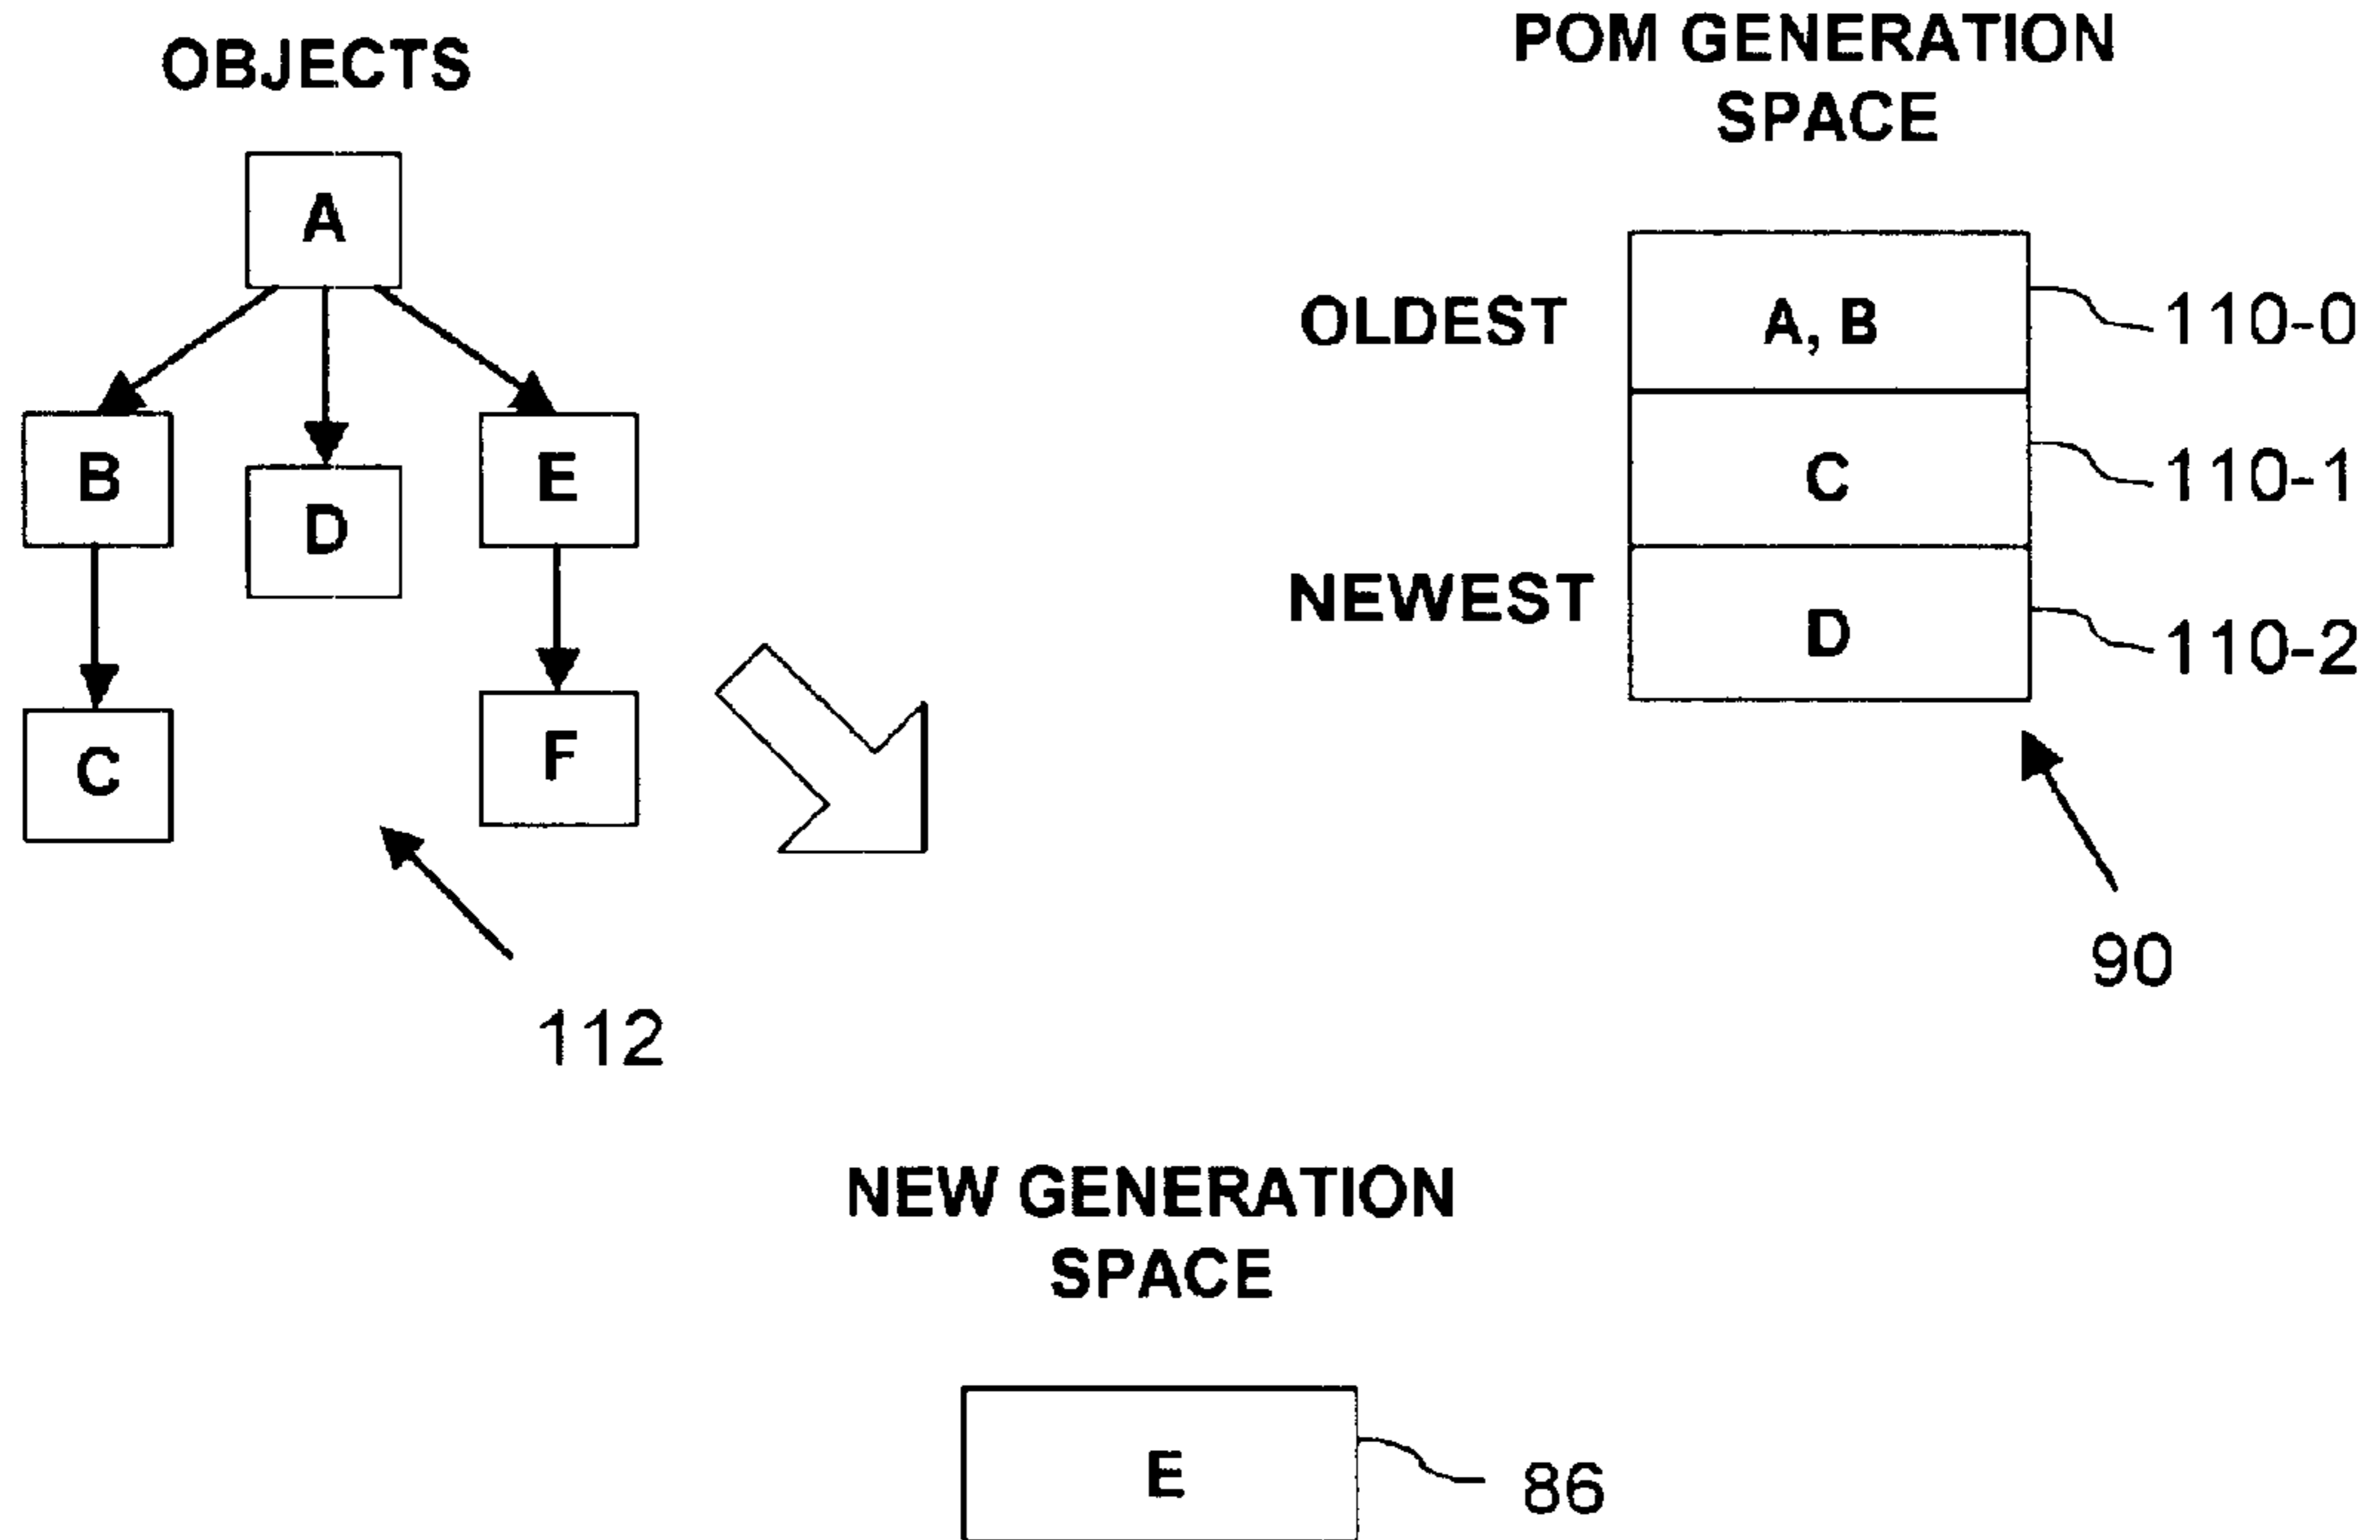 OBJECTS
A
B
D
E
C
F
112
POM GENERATION
SPACE
OLDEST
A, B
110-0
C
110-1
NEWEST
D
110-2
90
NEW GENERATION
SPACE
E
86